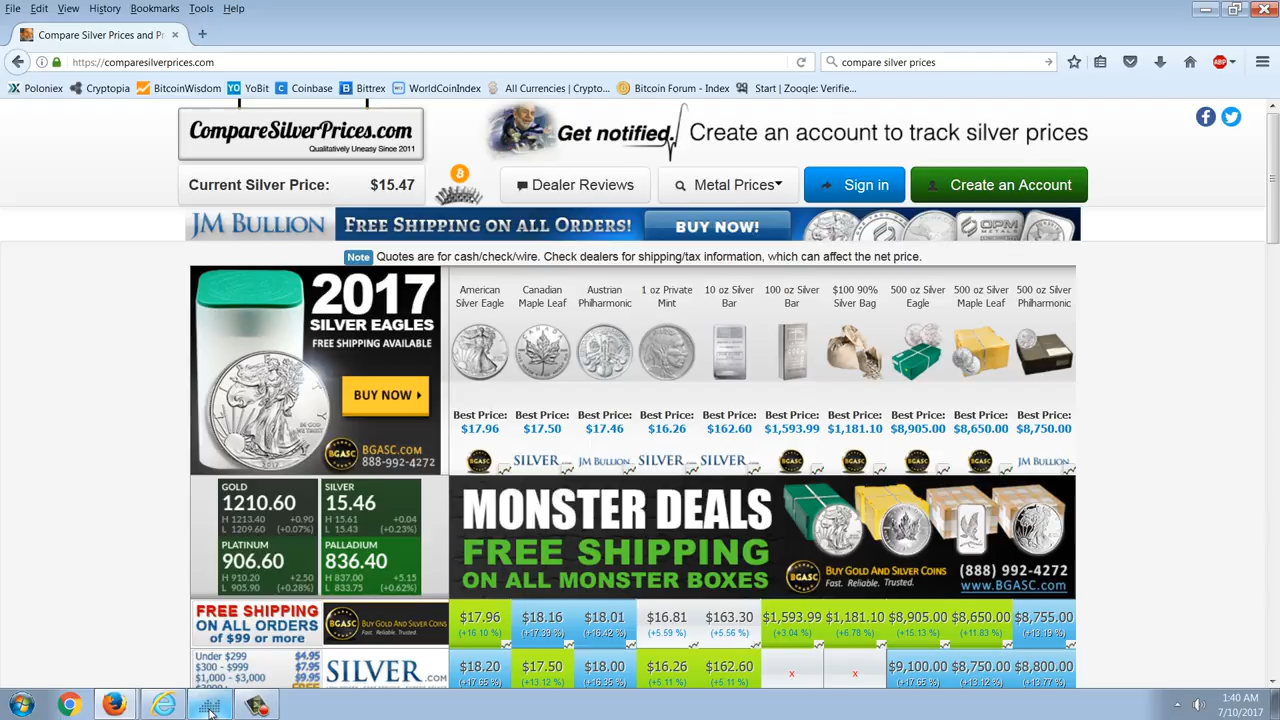 File Edit View History Bookmarks Tools Help
Compare Silver Prices and Pr
https://comparesilverprices.com
compare silver prices
ABP
Poloniex Cryptopia BitcoinWisdom YO YoBit Coinbase Bittrex WorldCoinIndex All Currencies | Crypto... Bitcoin Forum - Index Start | Zooqle: Verifie...
CompareSilverPrices.com
Qualitatively Uneasy Since 2011
Get notified. Create an account to track silver prices
Current Silver Price: $15.47
Dealer Reviews
Metal Prices
Sign in
Create an Account
JM BULLION FREE SHIPPING ON ALL ORDERS! BUY NOW!
Note Quotes are for cash/check/wire. Check dealers for shipping/tax information, which can affect the net price.
2017
SILVER EAGLES
FREE SHIPPING AVAILABLE
BUY NOW
BGASC BGASC.COM
888-992-4272
American Silver Eagle
Canadian Maple Leaf
Austrian Philharmonic
1 oz Private Mint
10 oz Silver Bar
100 oz Silver Bar
$100 90% Silver Bag
500 oz Silver Eagle
500 oz Silver Maple Leaf
500 oz Silver Philharmonic
Best Price: Best Price: Best Price: Best Price: Best Price: Best Price: Best Price: Best Price: Best Price: Best Price:
$17.96 $17.50 $17.46 $16.26 $162.60 $1,593.99 $1,181.10 $8,905.00 $8,650.00 $8,750.00
BGASC SILVER JM BULLION SILVER SILVER BGASC BGASC BGASC BGASC JM BULLION
GOLD
1210.60
H 1213.40 +0.90
L 1209.60 (+0.07%)
SILVER
15.46
H 15.61 +0.04
L 15.43 (+0.23%)
PLATINUM
906.60
H 910.20 +2.50
L 905.90 (+0.28%)
PALLADIUM
836.40
H 837.00 +5.15
L 833.75 (+0.62%)
MONSTER DEALS
FREE SHIPPING
ON ALL MONSTER BOXES
BGASC BUY GOLD AND SILVER COINS
Fast. Reliable. Trusted.
(888) 992-4272
www.BGASC.com
FREE SHIPPING
ON ALL ORDERS
of $99 or more
BGASC BUY GOLD AND SILVER COINS
Fast. Reliable. Trusted.
$17.96 $18.16 $18.01 $16.81 $163.30 $1,593.99 $1,181.10 $8,905.00 $8,650.00 $8,755.00
(+16.10 %) (+17.39 %) (+16.42 %) (+5.59 %) (+5.56 %) (+3.04 %) (+6.78 %) (+15.13 %) (+11.83 %) (+13.19 %)
Under $299 $4.95
$300 - $999 $7.95
$1,000 - $3,000 $9.95
SILVER.COM
$18.20 $17.50 $18.00 $16.26 $162.60 x x $9,100.00 $8,750.00 $8,800.00
(+17.65 %) (+13.12 %) (+16.35 %) (+5.11 %) (+5.11 %) (+17.65 %) (+13.12 %) (+13.77 %)
1:40 AM
7/10/2017